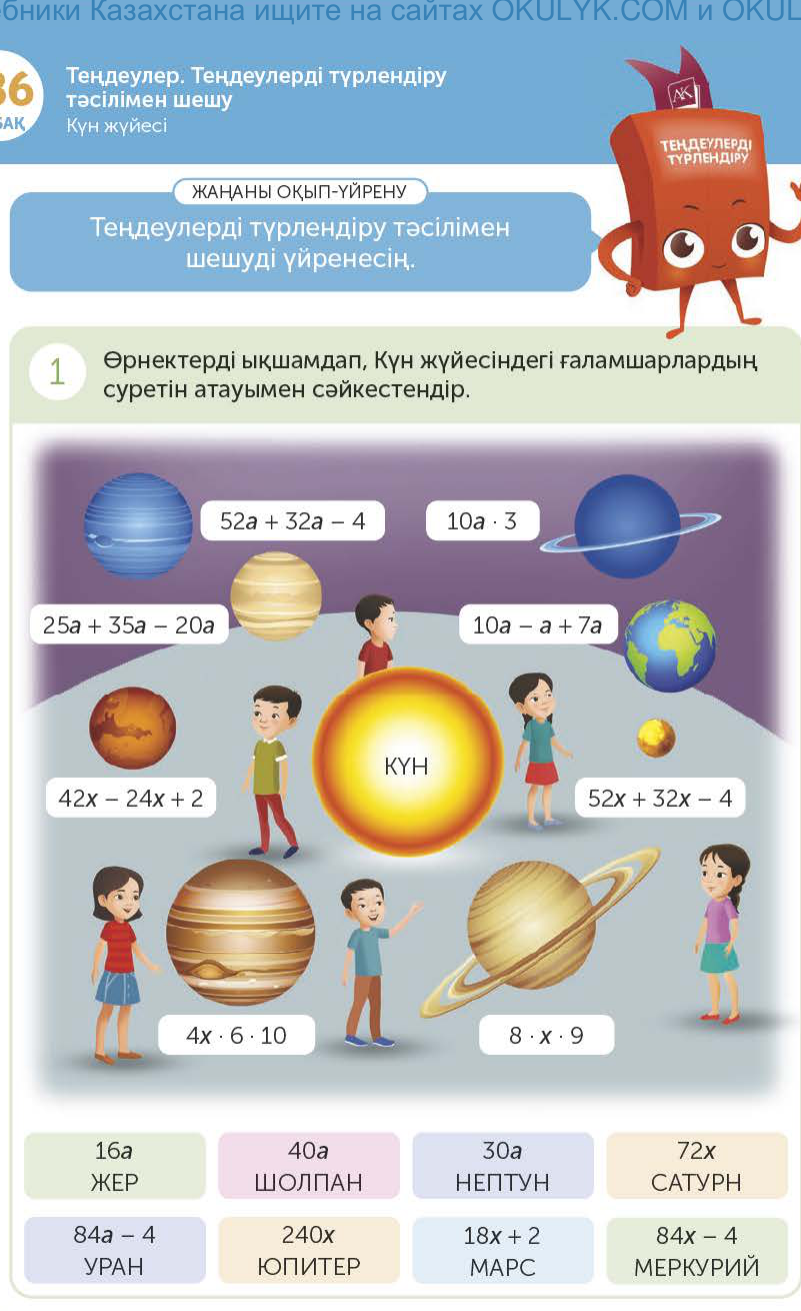 бники Казахстана ищите на сайтах OKULYK.COM и OKUL
36
БАҚ
Теңдеулер. Теңдеулерді түрлендіру
тәсілімен шешу
Күн жүйесі
АК
ТЕҢДЕУЛЕРДІ
ТҮРЛЕНДІРУ
ЖАҢАНЫ ОҚЫП-ҮЙРЕНУ
Теңдеулерді түрлендіру тәсілімен
шешуді үйренесің.
1
Өрнектерді ықшамдап, Күн жүйесіндегі ғаламшарлардың
суретін атауымен сәйкестендір.
52a + 32a – 4
10a · 3
25a + 35a – 20a
10a – a + 7a
КҮН
42x – 24x + 2
52x + 32x – 4
4x · 6 · 10
8 · x · 9
16a
ЖЕР
40a
ШОЛПАН
30a
НЕПТУН
72x
САТУРН
84a – 4
УРАН
240x
ЮПИТЕР
18x + 2
МАРС
84x – 4
МЕРКУРИЙ